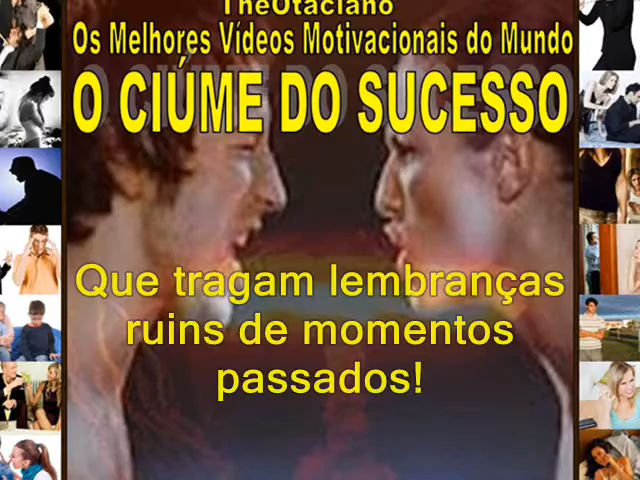 TheOtaciano
Os Melhores Vídeos Motivacionais do Mundo
O CIÚME DO SUCESSO
Que tragam lembranças
ruins de momentos
passados!